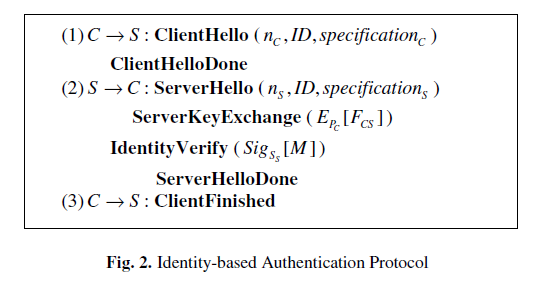 (1) C → S : ClientHello ( n_C , ID, specification_C )
ClientHelloDone
(2) S → C : ServerHello ( n_S , ID, specification_S )
ServerKeyExchange ( E_{P_C} [F_{CS}] )
IdentityVerify ( Sig_{S_S} [M] )
ServerHelloDone
(3) C → S : ClientFinished
Fig. 2. Identity-based Authentication Protocol